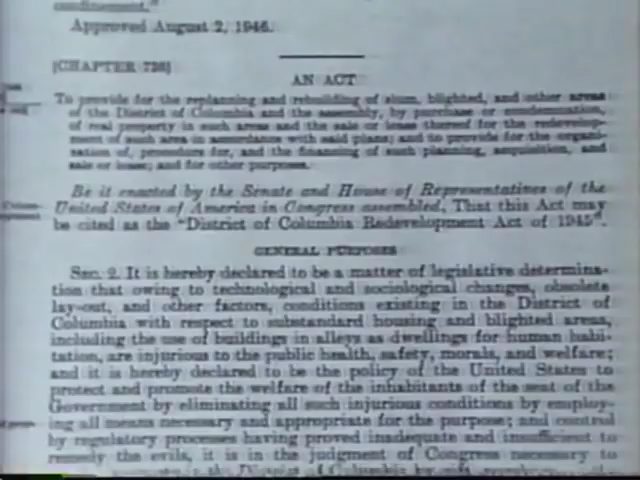 confinement."
Approved August 2, 1946.
[CHAPTER 736]
AN ACT
To provide for the replanning and rebuilding of slum, blighted, and other areas
of the District of Columbia and the assembly, by purchase or condemnation,
of real property in such areas and the sale or lease thereof for the redevelop-
ment of such area in accordance with said plans; and to provide for the organi-
zation of, procedure for, and the financing of such planning, acquisition, and
sale or lease; and for other purposes.
Be it enacted by the Senate and House of Representatives of the
United States of America in Congress assembled, That this Act may
be cited as the "District of Columbia Redevelopment Act of 1945".
GENERAL PURPOSES
Sec. 2. It is hereby declared to be a matter of legislative determina-
tion that owing to technological and sociological changes, obsolete
lay-out, and other factors, conditions existing in the District of
Columbia with respect to substandard housing and blighted areas,
including the use of buildings in alleys as dwellings for human habi-
tation, are injurious to the public health, safety, morals, and welfare;
and it is hereby declared to be the policy of the United States to
protect and promote the welfare of the inhabitants of the seat of the
Government by eliminating all such injurious conditions by employ-
ing all means necessary and appropriate for the purpose; and control
by regulatory processes having proved inadequate and insufficient to
remedy the evils, it is in the judgment of Congress necessary to
the District of Columbia by gift,